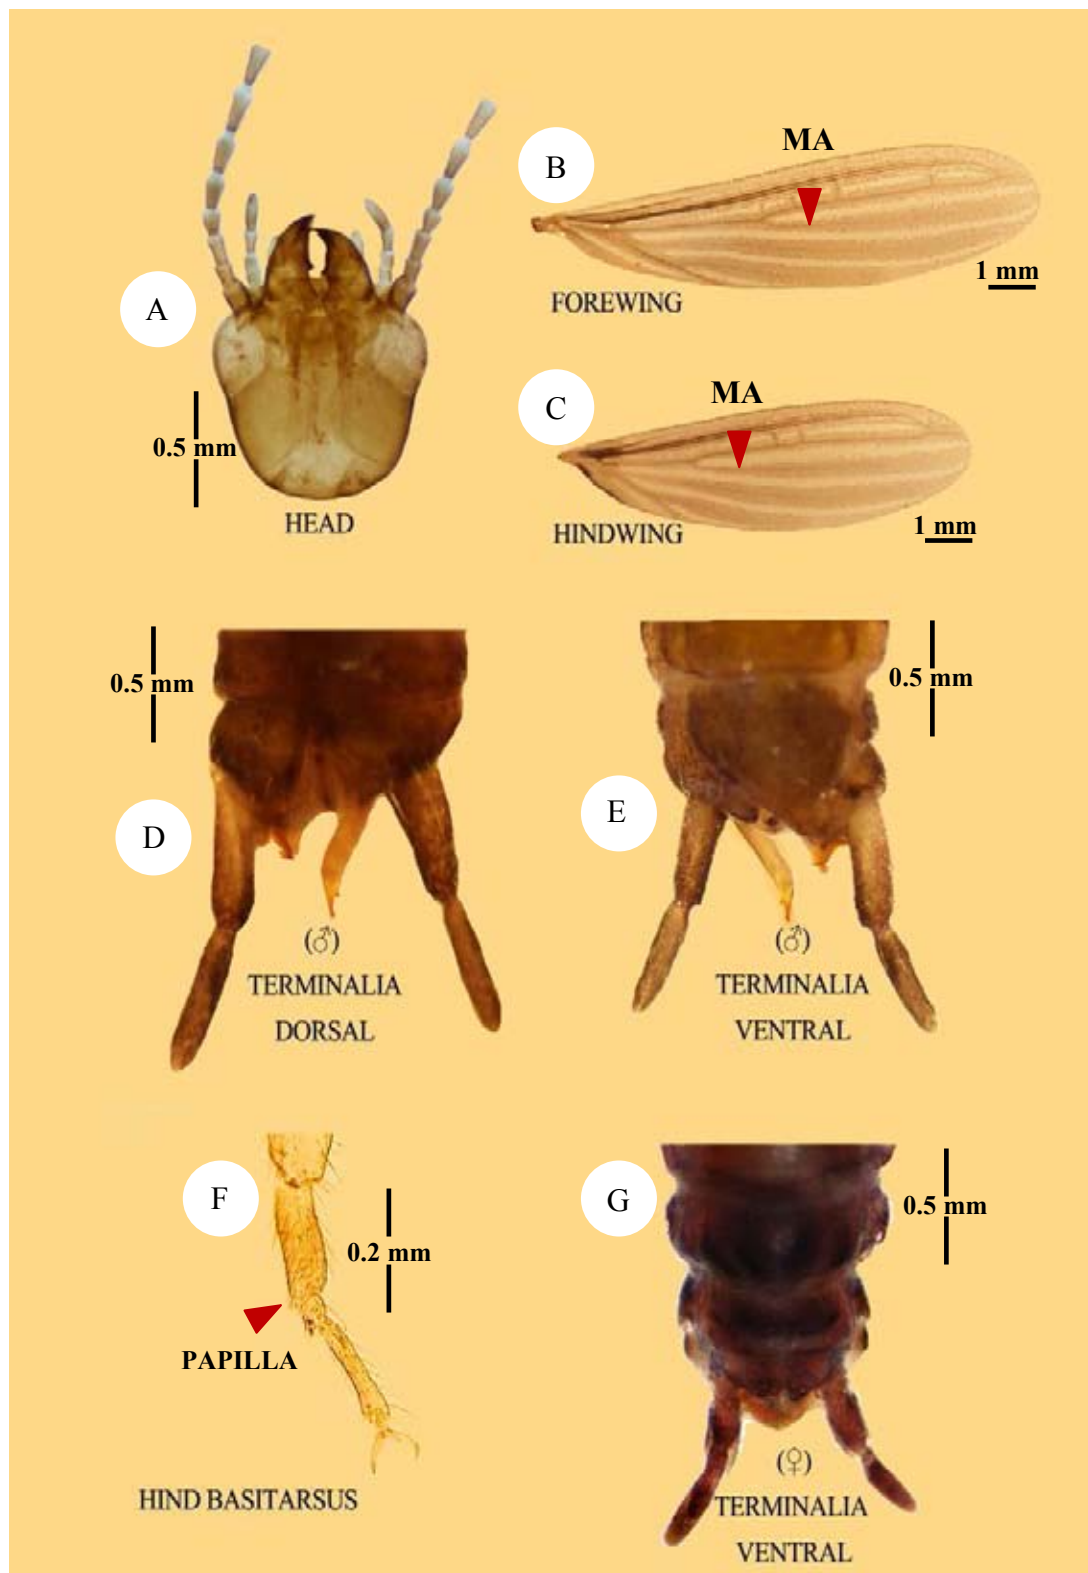 A
0.5 mm
HEAD
B
MA
1 mm
FOREWING
C
MA
1 mm
HINDWING
D
0.5 mm
(♂)
TERMINALIA
DORSAL
E
0.5 mm
(♂)
TERMINALIA
VENTRAL
F
0.2 mm
PAPILLA
HIND BASITARSUS
G
0.5 mm
(♀)
TERMINALIA
VENTRAL